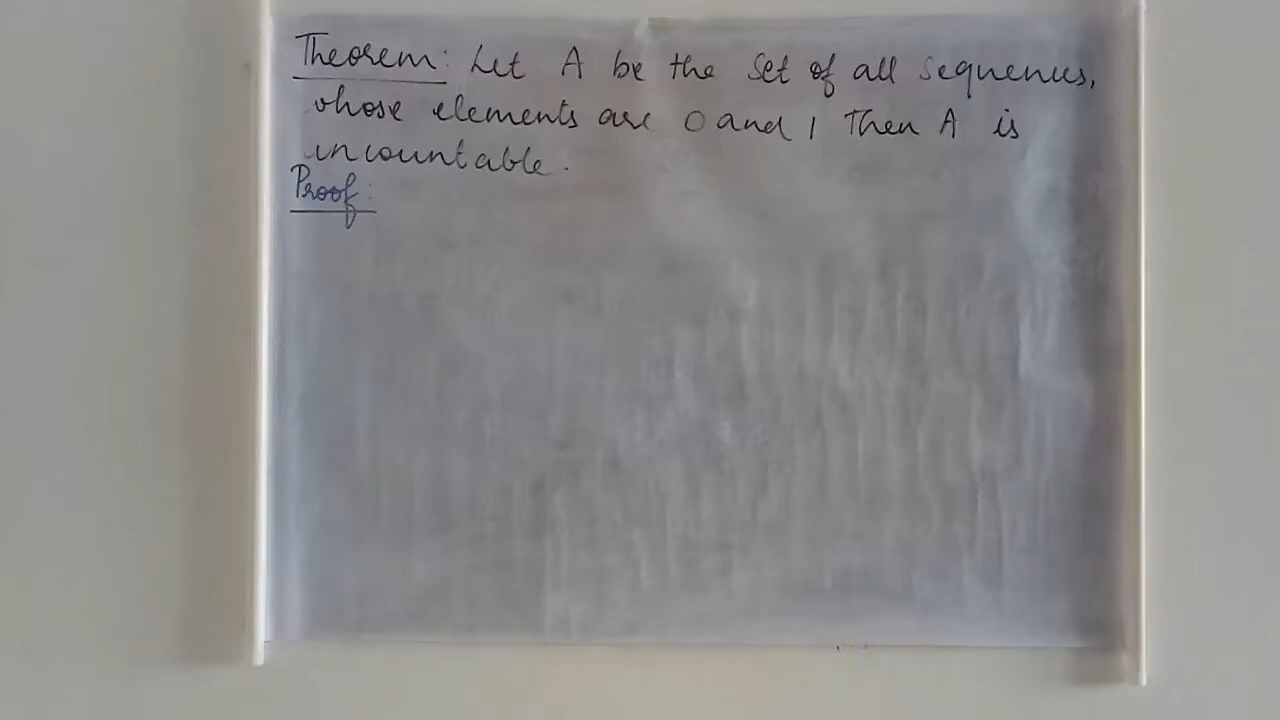 Theorem: Let A be the set of all sequences,
whose elements are 0 and 1 Then A is
uncountable.
Proof: